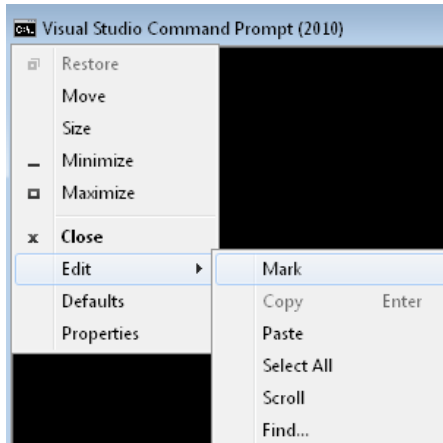 Visual Studio Command Prompt (2010)
Restore
Move
Size
Minimize
Maximize
Close
Edit
Defaults
Properties
Mark
Copy Enter
Paste
Select All
Scroll
Find...